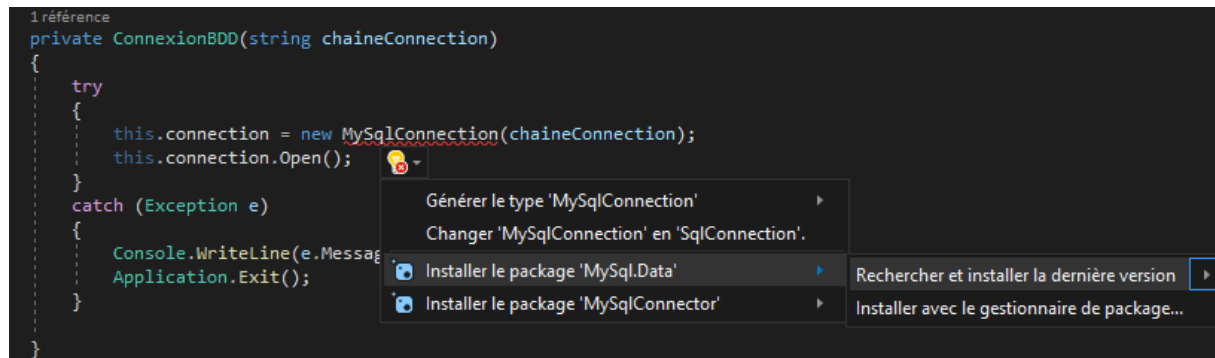 1 référence
private ConnexionBDD(string chaineConnection)
{
try
{
this.connection = new MySqlConnection(chaineConnection);
this.connection.Open();
}
catch (Exception e)
{
Console.WriteLine(e.Messag
Application.Exit();
}
}
Générer le type 'MySqlConnection'
Changer 'MySqlConnection' en 'SqlConnection'.
Installer le package 'MySql.Data'
Installer le package 'MySqlConnector'
Rechercher et installer la dernière version
Installer avec le gestionnaire de package...